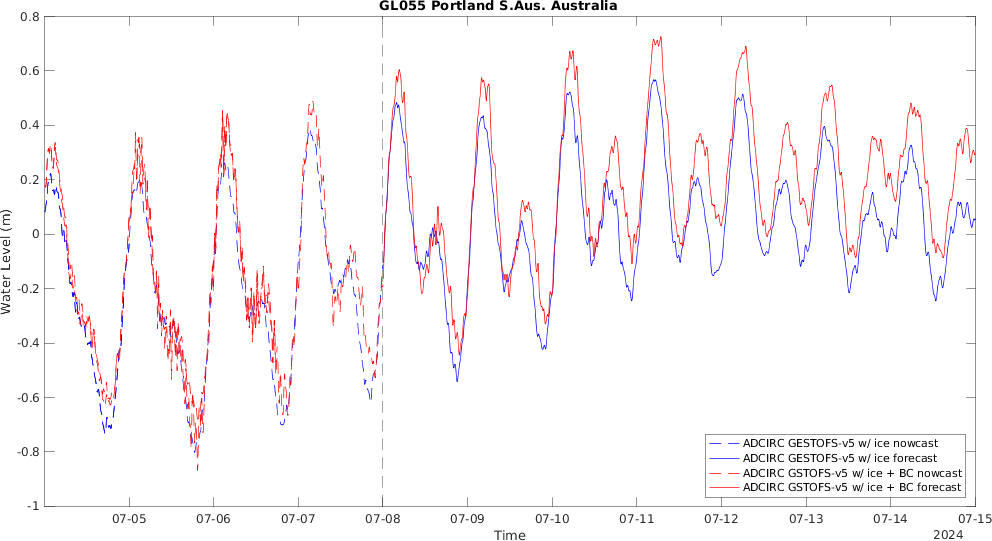 GL055 Portland S.Aus. Australia
Water Level (m)
0.8
0.6
0.4
0.2
0
-0.2
-0.4
-0.6
-0.8
-1
ADCIRC GESTOFS-v5 w/ ice nowcast
ADCIRC GESTOFS-v5 w/ ice forecast
ADCIRC GSTOFS-v5 w/ ice + BC nowcast
ADCIRC GSTOFS-v5 w/ ice + BC forecast
07-05 07-06 07-07 07-08 07-09 07-10 07-11 07-12 07-13 07-14 07-15
Time
2024